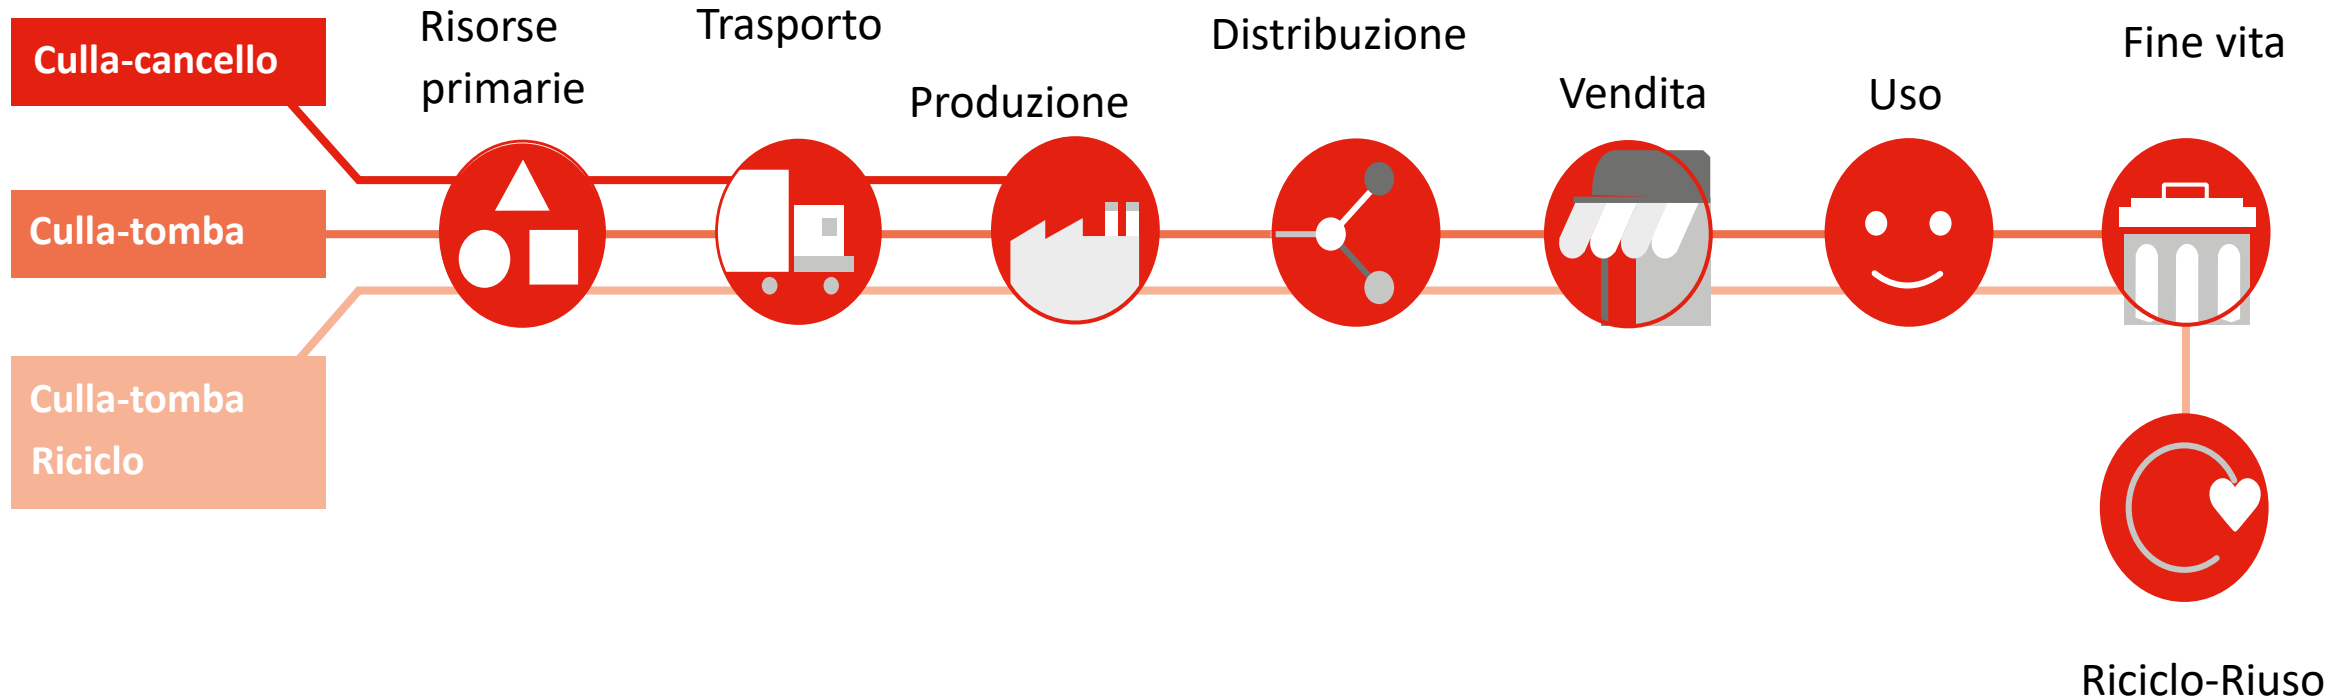 Culla-cancello
Culla-tomba
Culla-tomba
Riciclo
Risorse
primarie
Trasporto
Produzione
Distribuzione
Vendita
Uso
Fine vita
Riciclo-Riuso